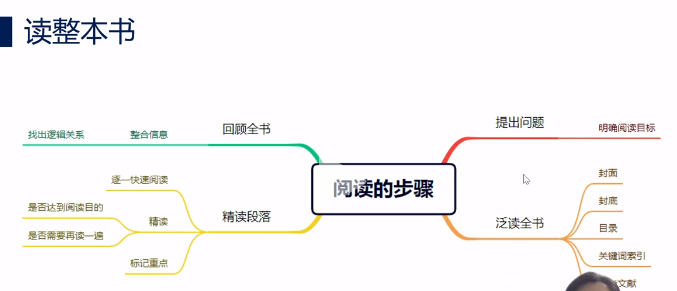 读整本书
阅读的步骤
提出问题
明确阅读目标
泛读全书
封面
封底
目录
关键词索引
文献
精读段落
逐一快速阅读
精读
是否达到阅读目的
是否需要再读一遍
标记重点
回顾全书
整合信息
找出逻辑关系